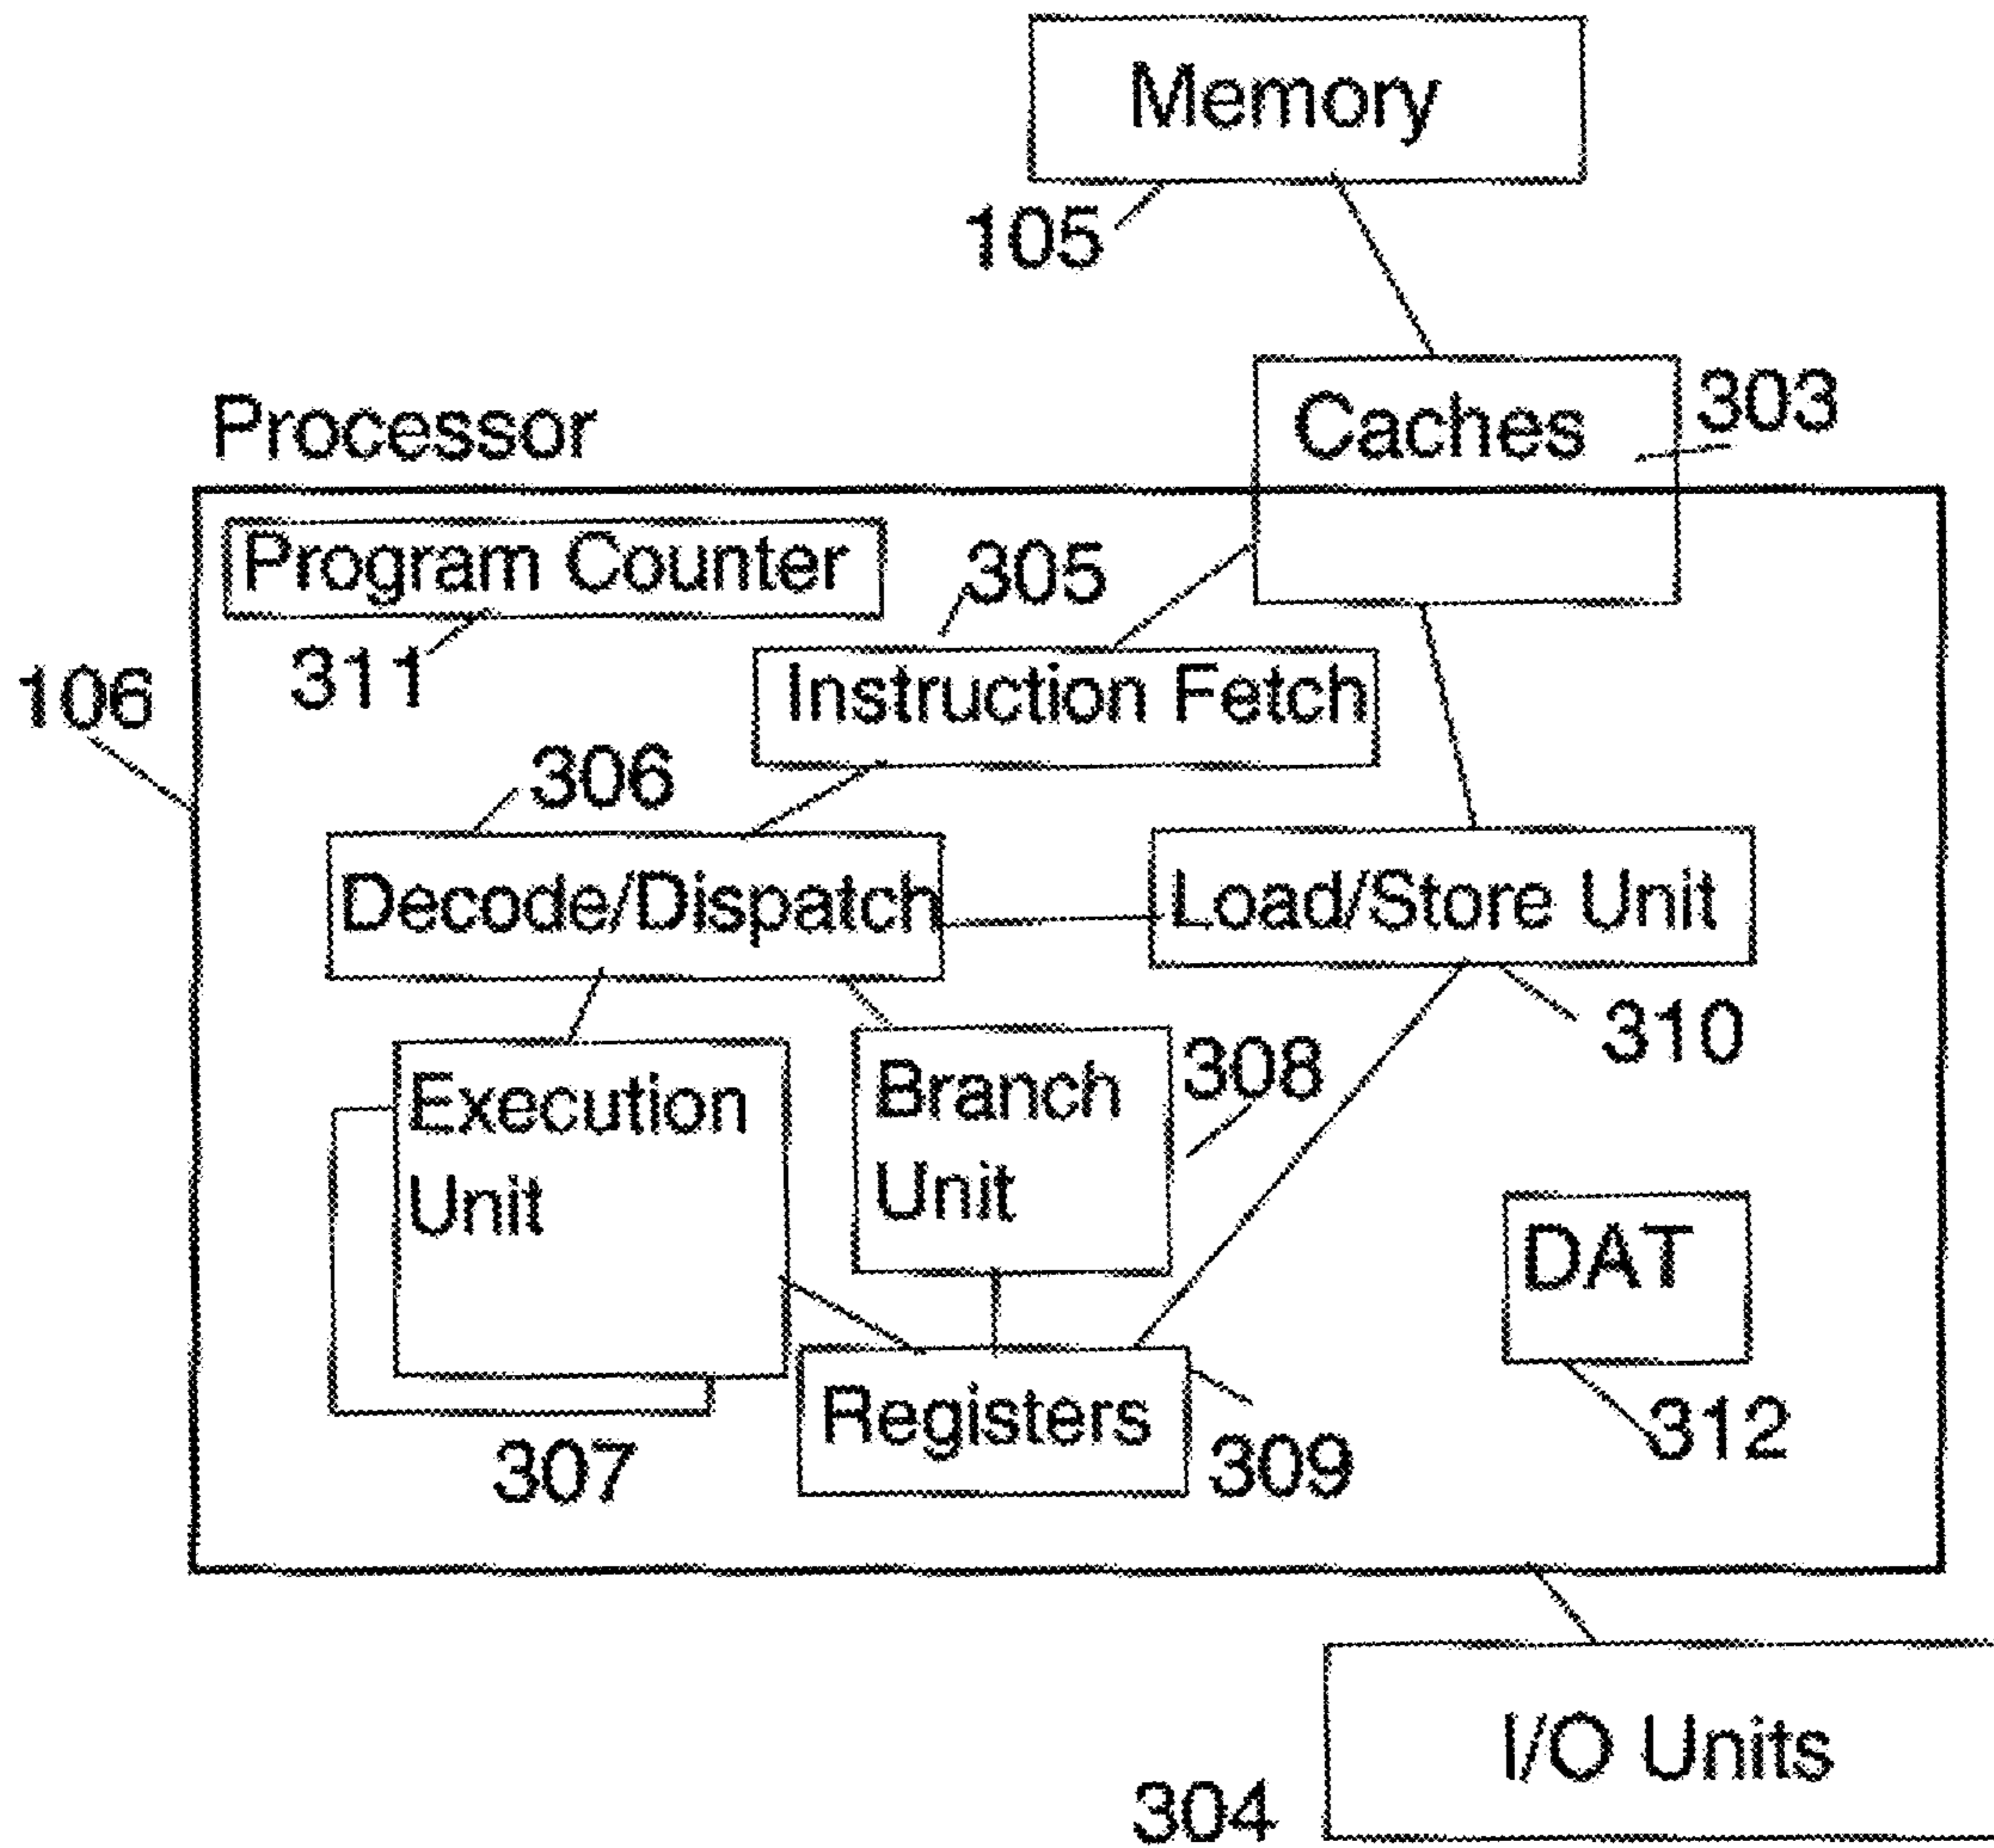 Memory
105
Caches
303
Processor
Program Counter
305
311
Instruction Fetch
106
306
Decode/Dispatch
Load/Store Unit
310
Execution
Unit
Branch
Unit
308
DAT
Registers
312
307
309
I/O Units
304